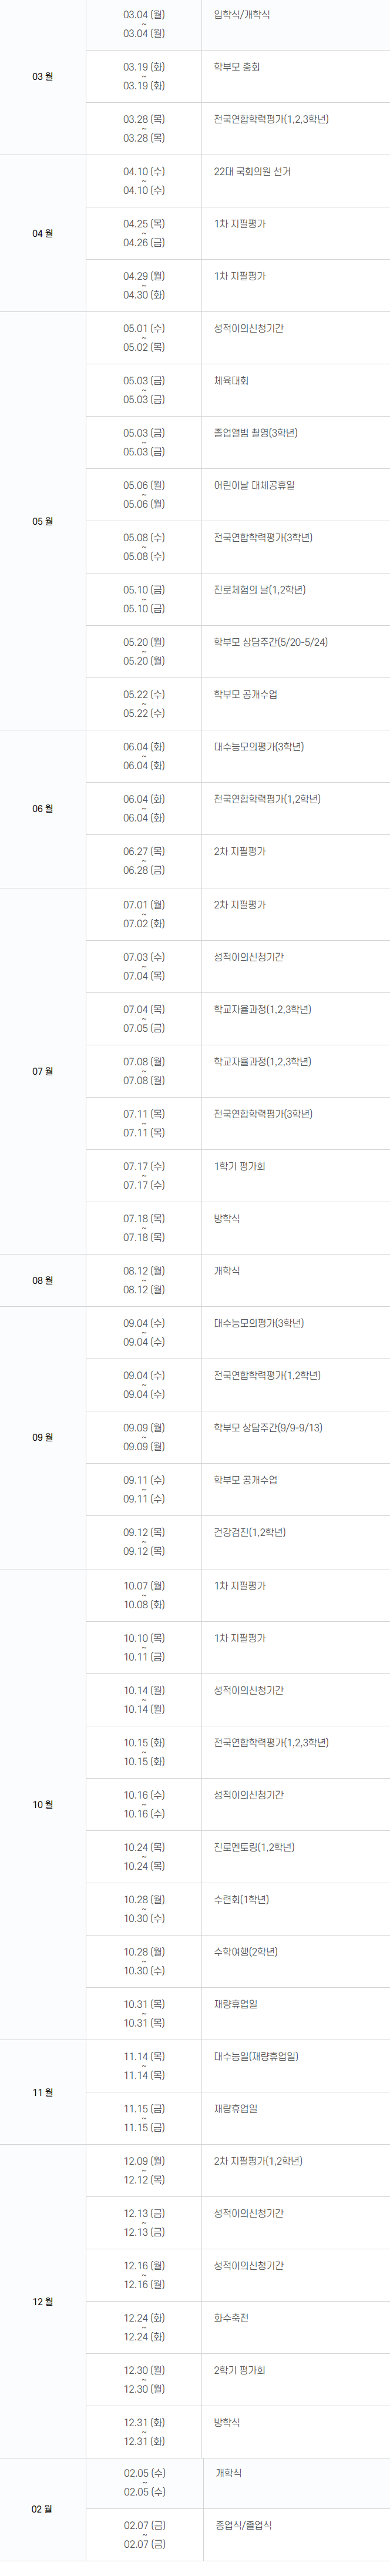 03 월
03.04 (월)
~
03.04 (월)
입학식/개학식
03.19 (화)
~
03.19 (화)
학부모 총회
03.28 (목)
~
03.28 (목)
전국연합학력평가(1,2,3학년)
04 월
04.10 (수)
~
04.10 (수)
22대 국회의원 선거
04.25 (목)
~
04.26 (금)
1차 지필평가
04.29 (월)
~
04.30 (화)
1차 지필평가
05 월
05.01 (수)
~
05.02 (목)
성적이의신청기간
05.03 (금)
~
05.03 (금)
체육대회
05.03 (금)
~
05.03 (금)
졸업앨범 촬영(3학년)
05.06 (월)
~
05.06 (월)
어린이날 대체공휴일
05.08 (수)
~
05.08 (수)
전국연합학력평가(3학년)
05.10 (금)
~
05.10 (금)
진로체험의 날(1,2학년)
05.20 (월)
~
05.20 (월)
학부모 상담주간(5/20-5/24)
05.22 (수)
~
05.22 (수)
학부모 공개수업
06 월
06.04 (화)
~
06.04 (화)
대수능모의평가(3학년)
06.04 (화)
~
06.04 (화)
전국연합학력평가(1,2학년)
06.27 (목)
~
06.28 (금)
2차 지필평가
07 월
07.01 (월)
~
07.02 (화)
2차 지필평가
07.03 (수)
~
07.04 (목)
성적이의신청기간
07.04 (목)
~
07.05 (금)
학교자율과정(1,2,3학년)
07.08 (월)
~
07.08 (월)
학교자율과정(1,2,3학년)
07.11 (목)
~
07.11 (목)
전국연합학력평가(3학년)
07.17 (수)
~
07.17 (수)
1학기 평가회
07.18 (목)
~
07.18 (목)
방학식
08 월
08.12 (월)
~
08.12 (월)
개학식
09 월
09.04 (수)
~
09.04 (수)
대수능모의평가(3학년)
09.04 (수)
~
09.04 (수)
전국연합학력평가(1,2학년)
09.09 (월)
~
09.09 (월)
학부모 상담주간(9/9-9/13)
09.11 (수)
~
09.11 (수)
학부모 공개수업
09.12 (목)
~
09.12 (목)
건강검진(1,2학년)
10 월
10.07 (월)
~
10.08 (화)
1차 지필평가
10.10 (목)
~
10.11 (금)
1차 지필평가
10.14 (월)
~
10.14 (월)
성적이의신청기간
10.15 (화)
~
10.15 (화)
전국연합학력평가(1,2,3학년)
10.16 (수)
~
10.16 (수)
성적이의신청기간
10.24 (목)
~
10.24 (목)
진로멘토링(1,2학년)
10.28 (월)
~
10.30 (수)
수련회(1학년)
10.28 (월)
~
10.30 (수)
수학여행(2학년)
10.31 (목)
~
10.31 (목)
재량휴업일
11 월
11.14 (목)
~
11.14 (목)
대수능일(재량휴업일)
11.15 (금)
~
11.15 (금)
재량휴업일
12 월
12.09 (월)
~
12.12 (목)
2차 지필평가(1,2학년)
12.13 (금)
~
12.13 (금)
성적이의신청기간
12.16 (월)
~
12.16 (월)
성적이의신청기간
12.24 (화)
~
12.24 (화)
화수축전
12.30 (월)
~
12.30 (월)
2학기 평가회
12.31 (화)
~
12.31 (화)
방학식
02 월
02.05 (수)
~
02.05 (수)
개학식
02.07 (금)
~
02.07 (금)
종업식/졸업식